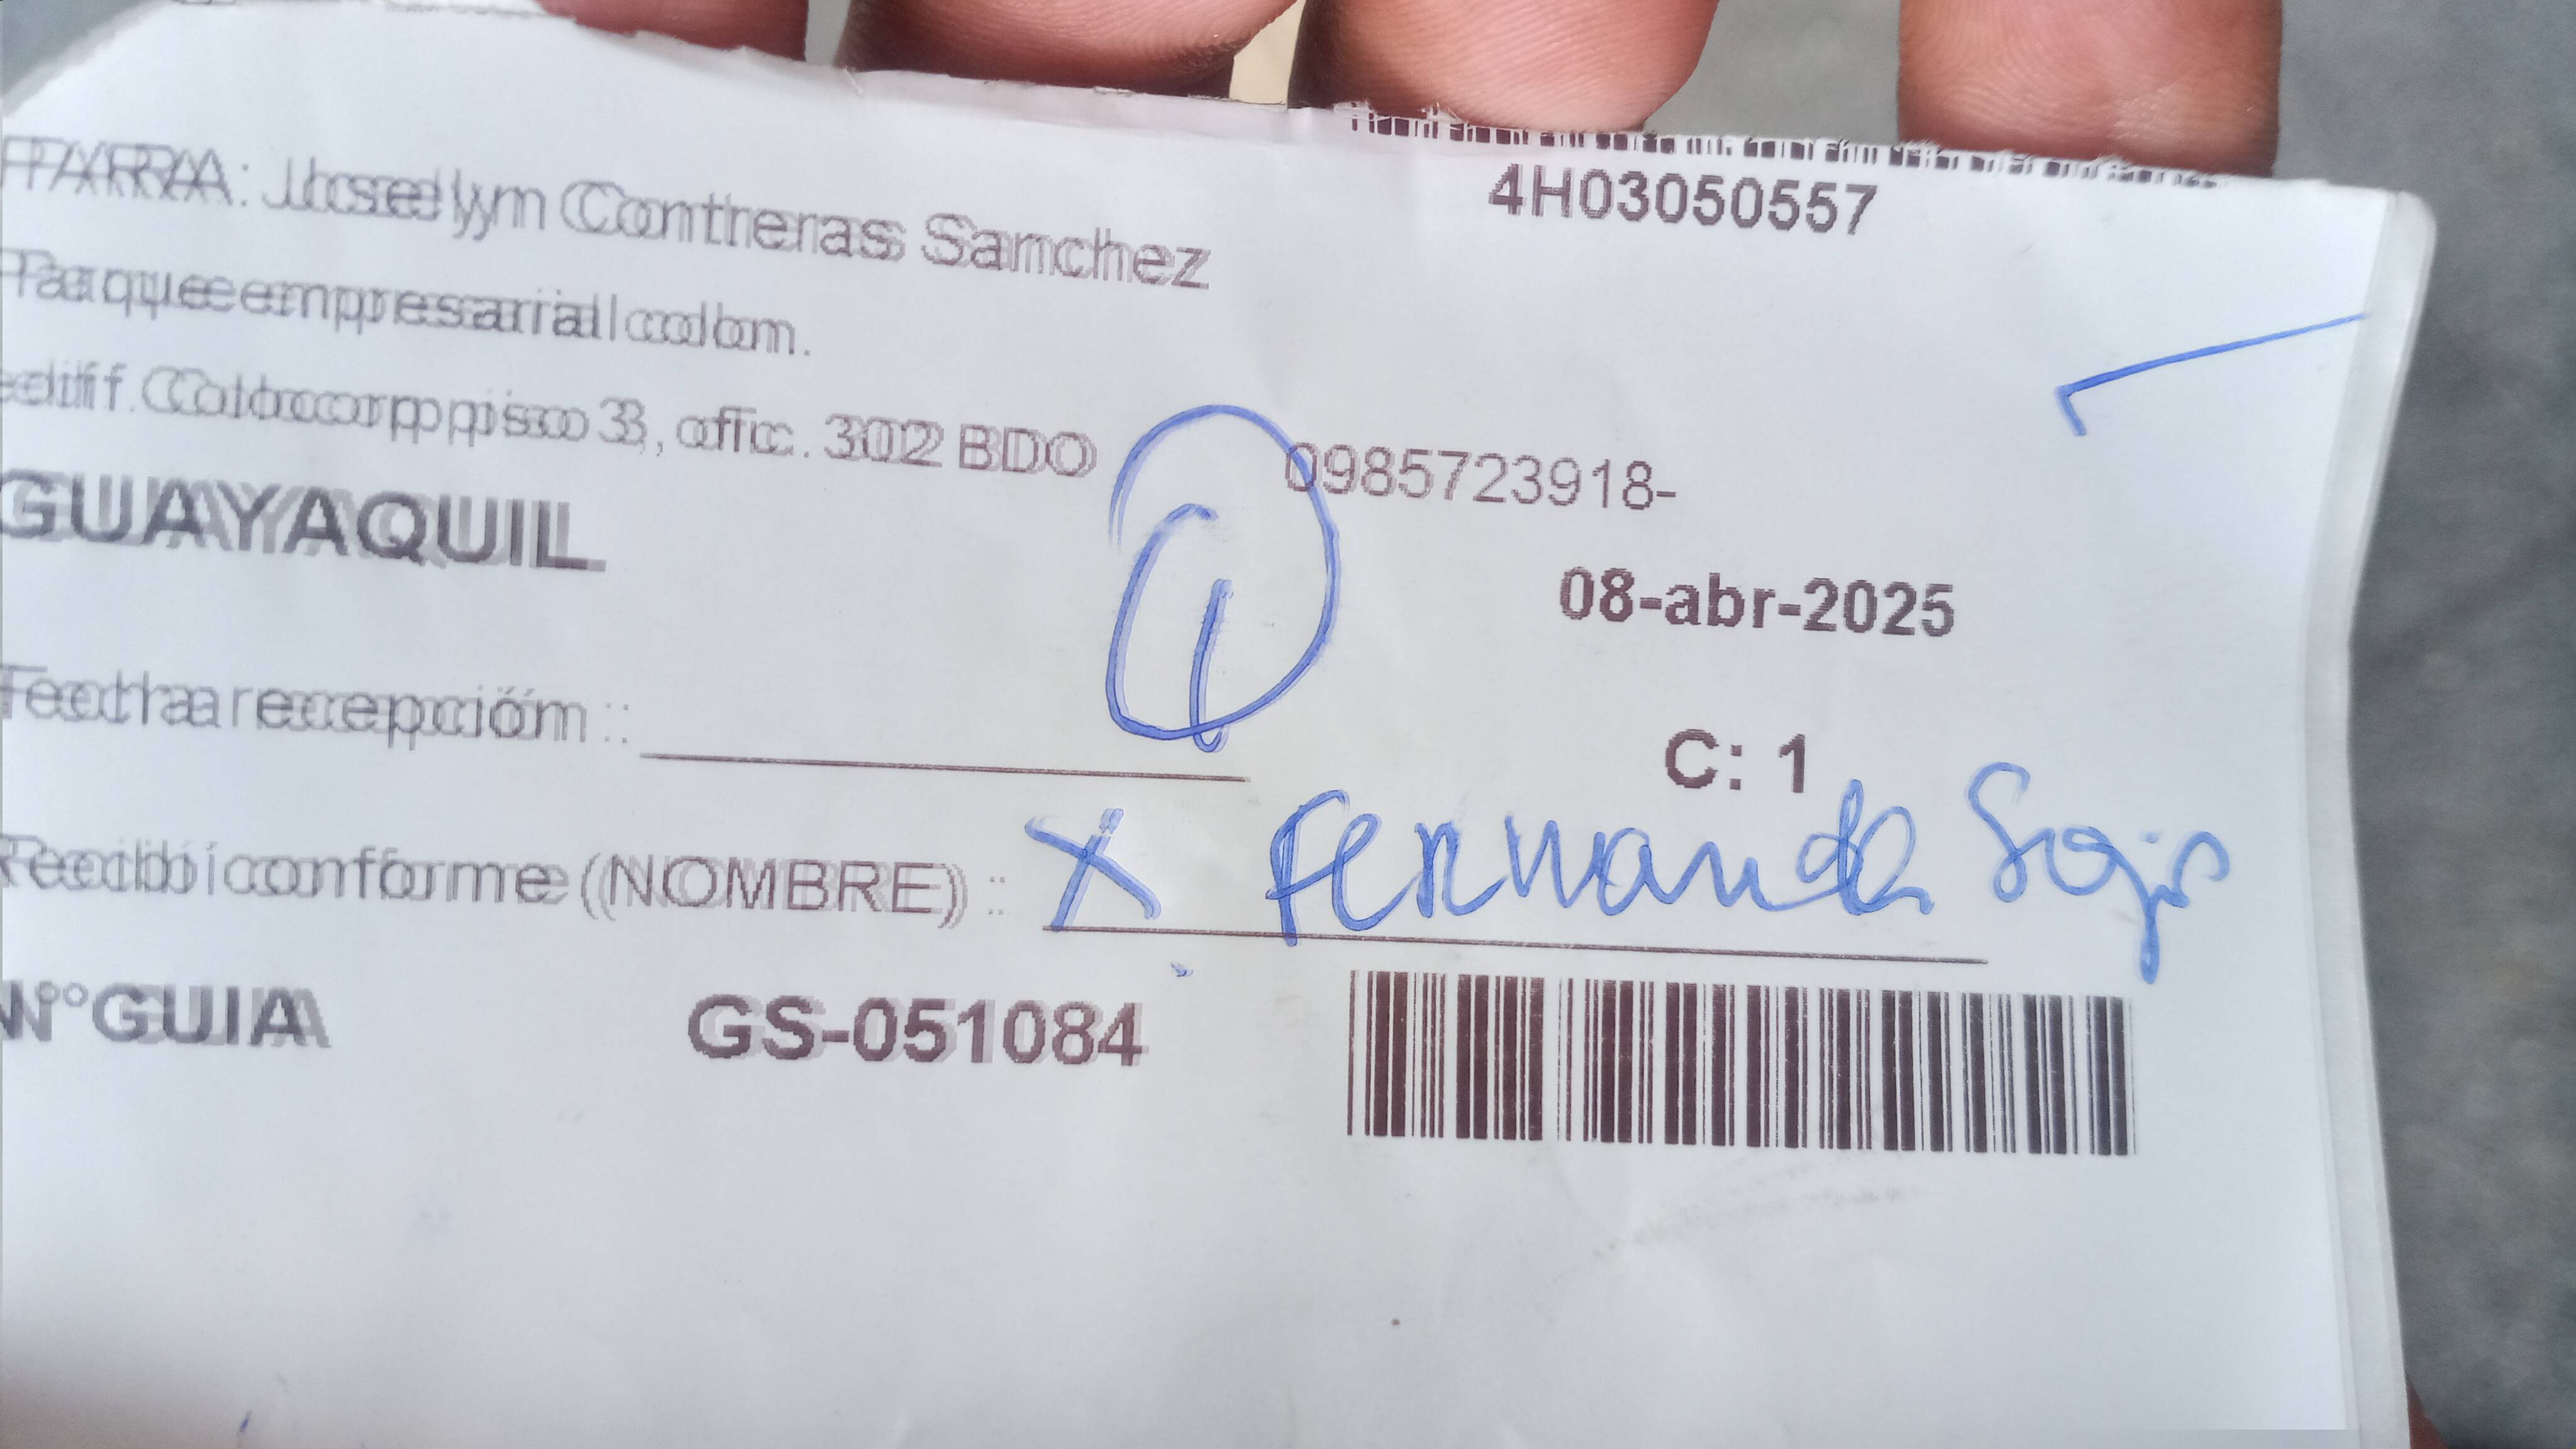 PARA: Joselyn Contreras Sanchez
4H03050557
Parque empresarial colon.
edif. Colocorp piso 3, ofic. 302 BDO
0985723918-
GUAYAQUIL
08-abr-2025
Fecha recepción :
C: 1
Recibí conforme (NOMBRE) : X Fernanda
N° GUIA GS-051084